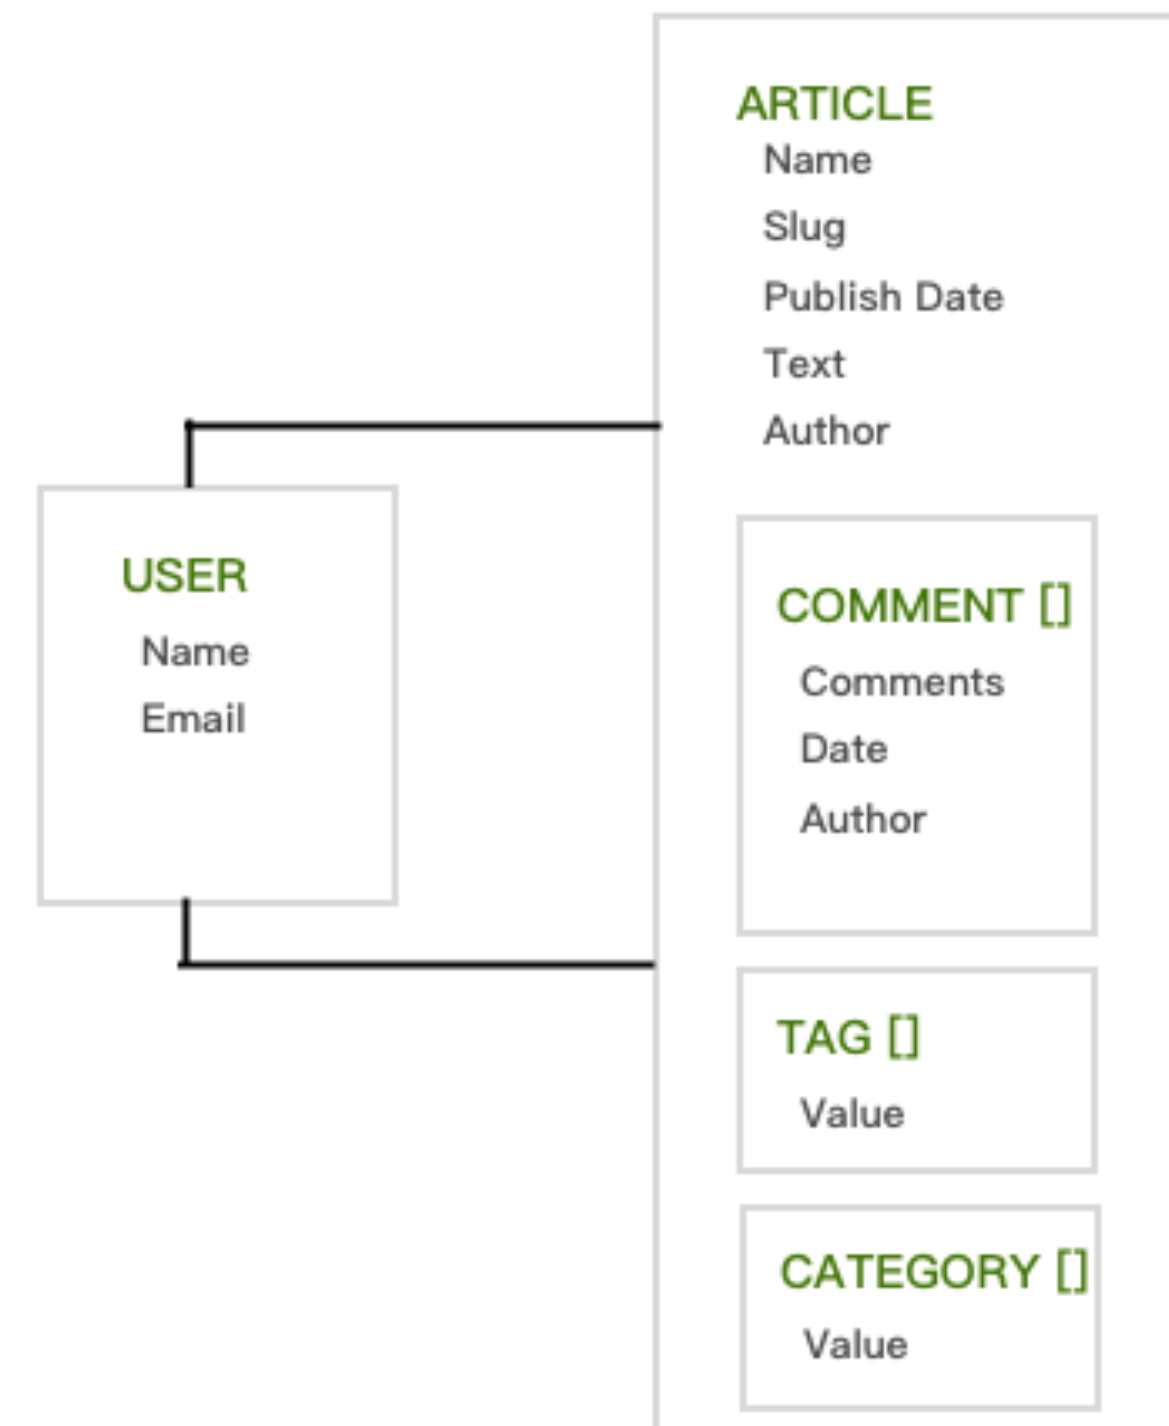 ARTICLE
Name
Slug
Publish Date
Text
Author
USER
Name
Email
COMMENT []
Comments
Date
Author
TAG []
Value
CATEGORY []
Value